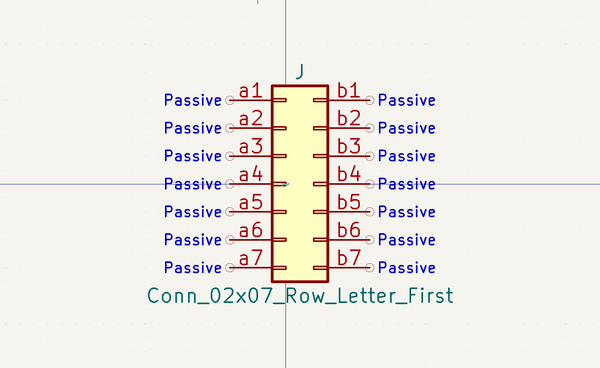 J
Passive a1 b1 Passive
Passive a2 b2 Passive
Passive a3 b3 Passive
Passive a4 b4 Passive
Passive a5 b5 Passive
Passive a6 b6 Passive
Passive a7 b7 Passive
Conn_02x07_Row_Letter_First